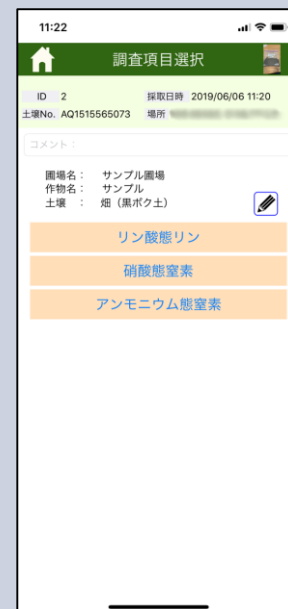 11:22
調査項目選択
ID 2 採取日時 2019/06/06 11:20
土壌No. AQ1515565073 場所
コメント：
圃場名： サンプル圃場
作物名： サンプル
土壌 ： 畑（黒ボク土）
リン酸態リン
硝酸態窒素
アンモニウム態窒素